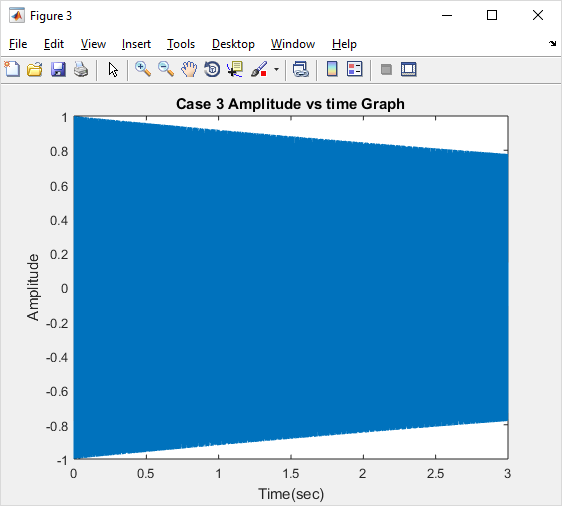 Figure 3
File Edit View Insert Tools Desktop Window Help
Case 3 Amplitude vs time Graph
1
0.8
0.6
0.4
0.2
0
-0.2
-0.4
-0.6
-0.8
-1
Amplitude
0 0.5 1 1.5 2 2.5 3
Time(sec)